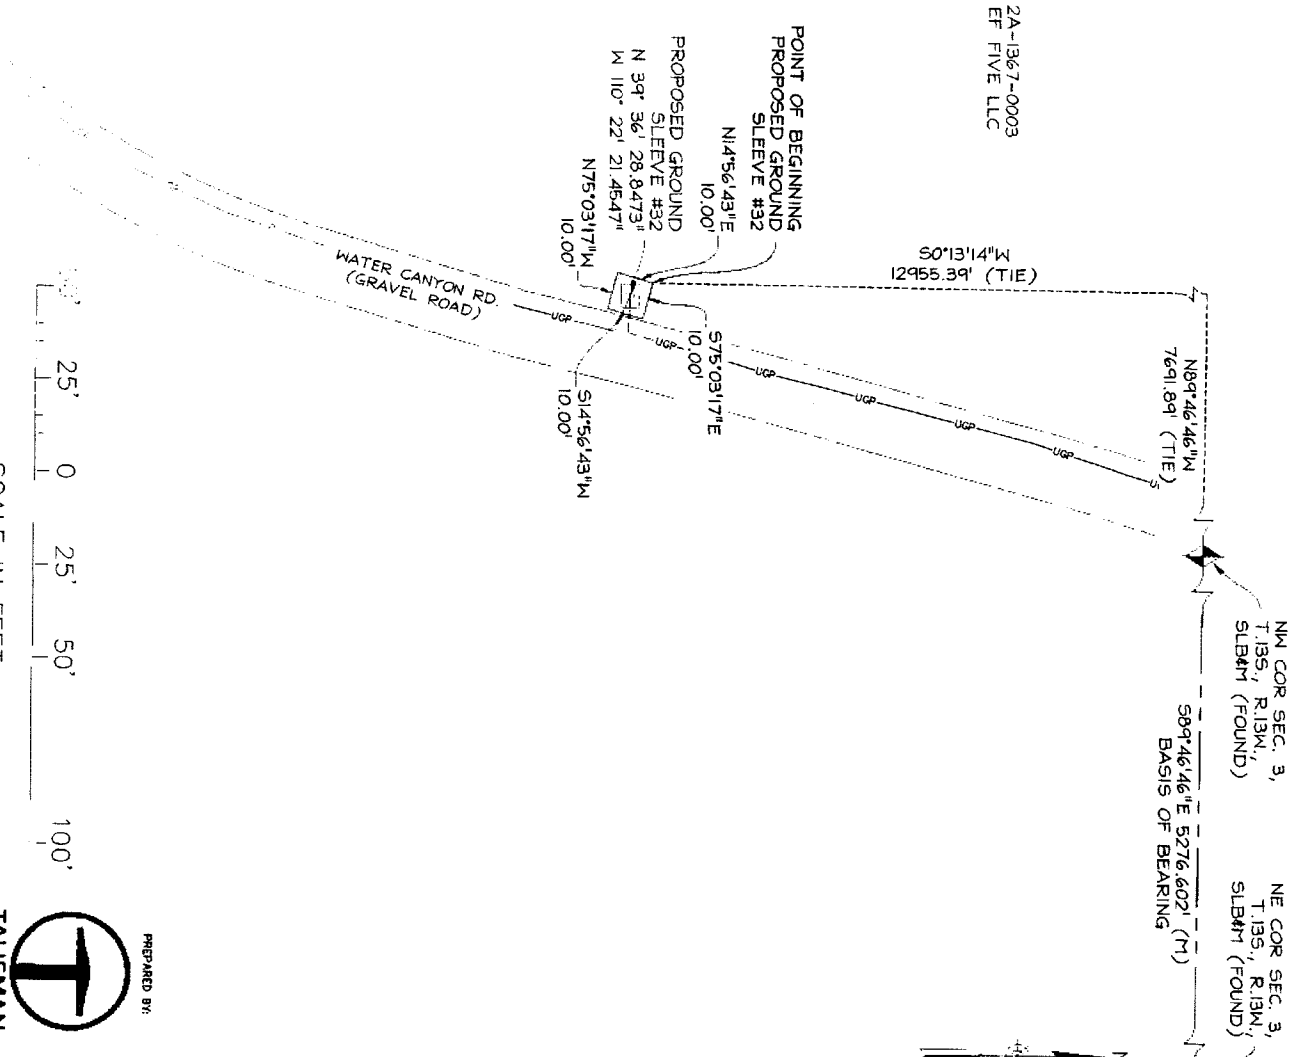 2A-1367-0003
EF FIVE LLC
POINT OF BEGINNING
PROPOSED GROUND
SLEEVE #32
N14°56'43"E
10.00'
PROPOSED GROUND
SLEEVE #32
N 39° 36' 28.8473"
W 110° 22' 21.4547"
N75°03'17"W
10.00'
S0°13'14"W
12955.39' (TIE)
N89°46'46"W
7691.89' (TIE)
S75°03'17"E
10.00'
S14°56'43"W
10.00'
WATER CANYON RD.
(GRAVEL ROAD)
UGP
UGP
UGP
UGP
UGP
UGP
NW COR SEC. 3,
T.13S., R.13W.,
SLB&M (FOUND)
S89°46'46"E 5276.602' (M)
BASIS OF BEARING
NE COR SEC. 3,
T.13S., R.13W.,
SLB&M (FOUND)
25' 0 25' 50' 100'
SCALE IN FEET
PREPARED BY:
T
TALISMAN